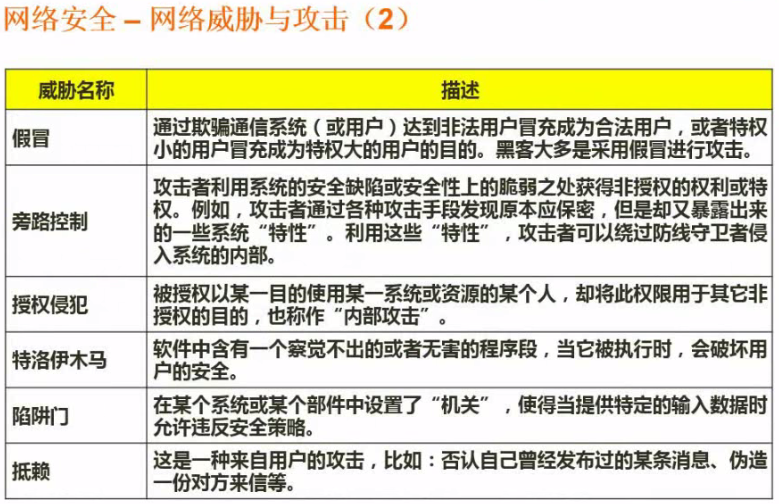 网络安全 – 网络威胁与攻击（2）
威胁名称
描述
假冒
通过欺骗通信系统（或用户）达到非法用户冒充成为合法用户，或者特权
小的用户冒充成为特权大的用户的目的。黑客大多是采用假冒进行攻击。
旁路控制
攻击者利用系统的安全缺陷或安全性上的脆弱之处获得非授权的权利或特
权。例如，攻击者通过各种攻击手段发现原本应保密，但是却又暴露出来
的一些系统“特性”。利用这些“特性”，攻击者可以绕过防线守卫者侵
入系统的内部。
授权侵犯
被授权以某一目的使用某一系统或资源的某个人，却将此权限用于其它非
授权的目的，也称作“内部攻击”。
特洛伊木马
软件中含有一个察觉不出的或者无害的程序段，当它被执行时，会破坏用
户的安全。
陷阱门
在某个系统或某个部件中设置了“机关”，使得当提供特定的输入数据时
允许违反安全策略。
抵赖
这是一种来自用户的攻击，比如：否认自己曾经发布过的某条消息、伪造
一份对方来信等。